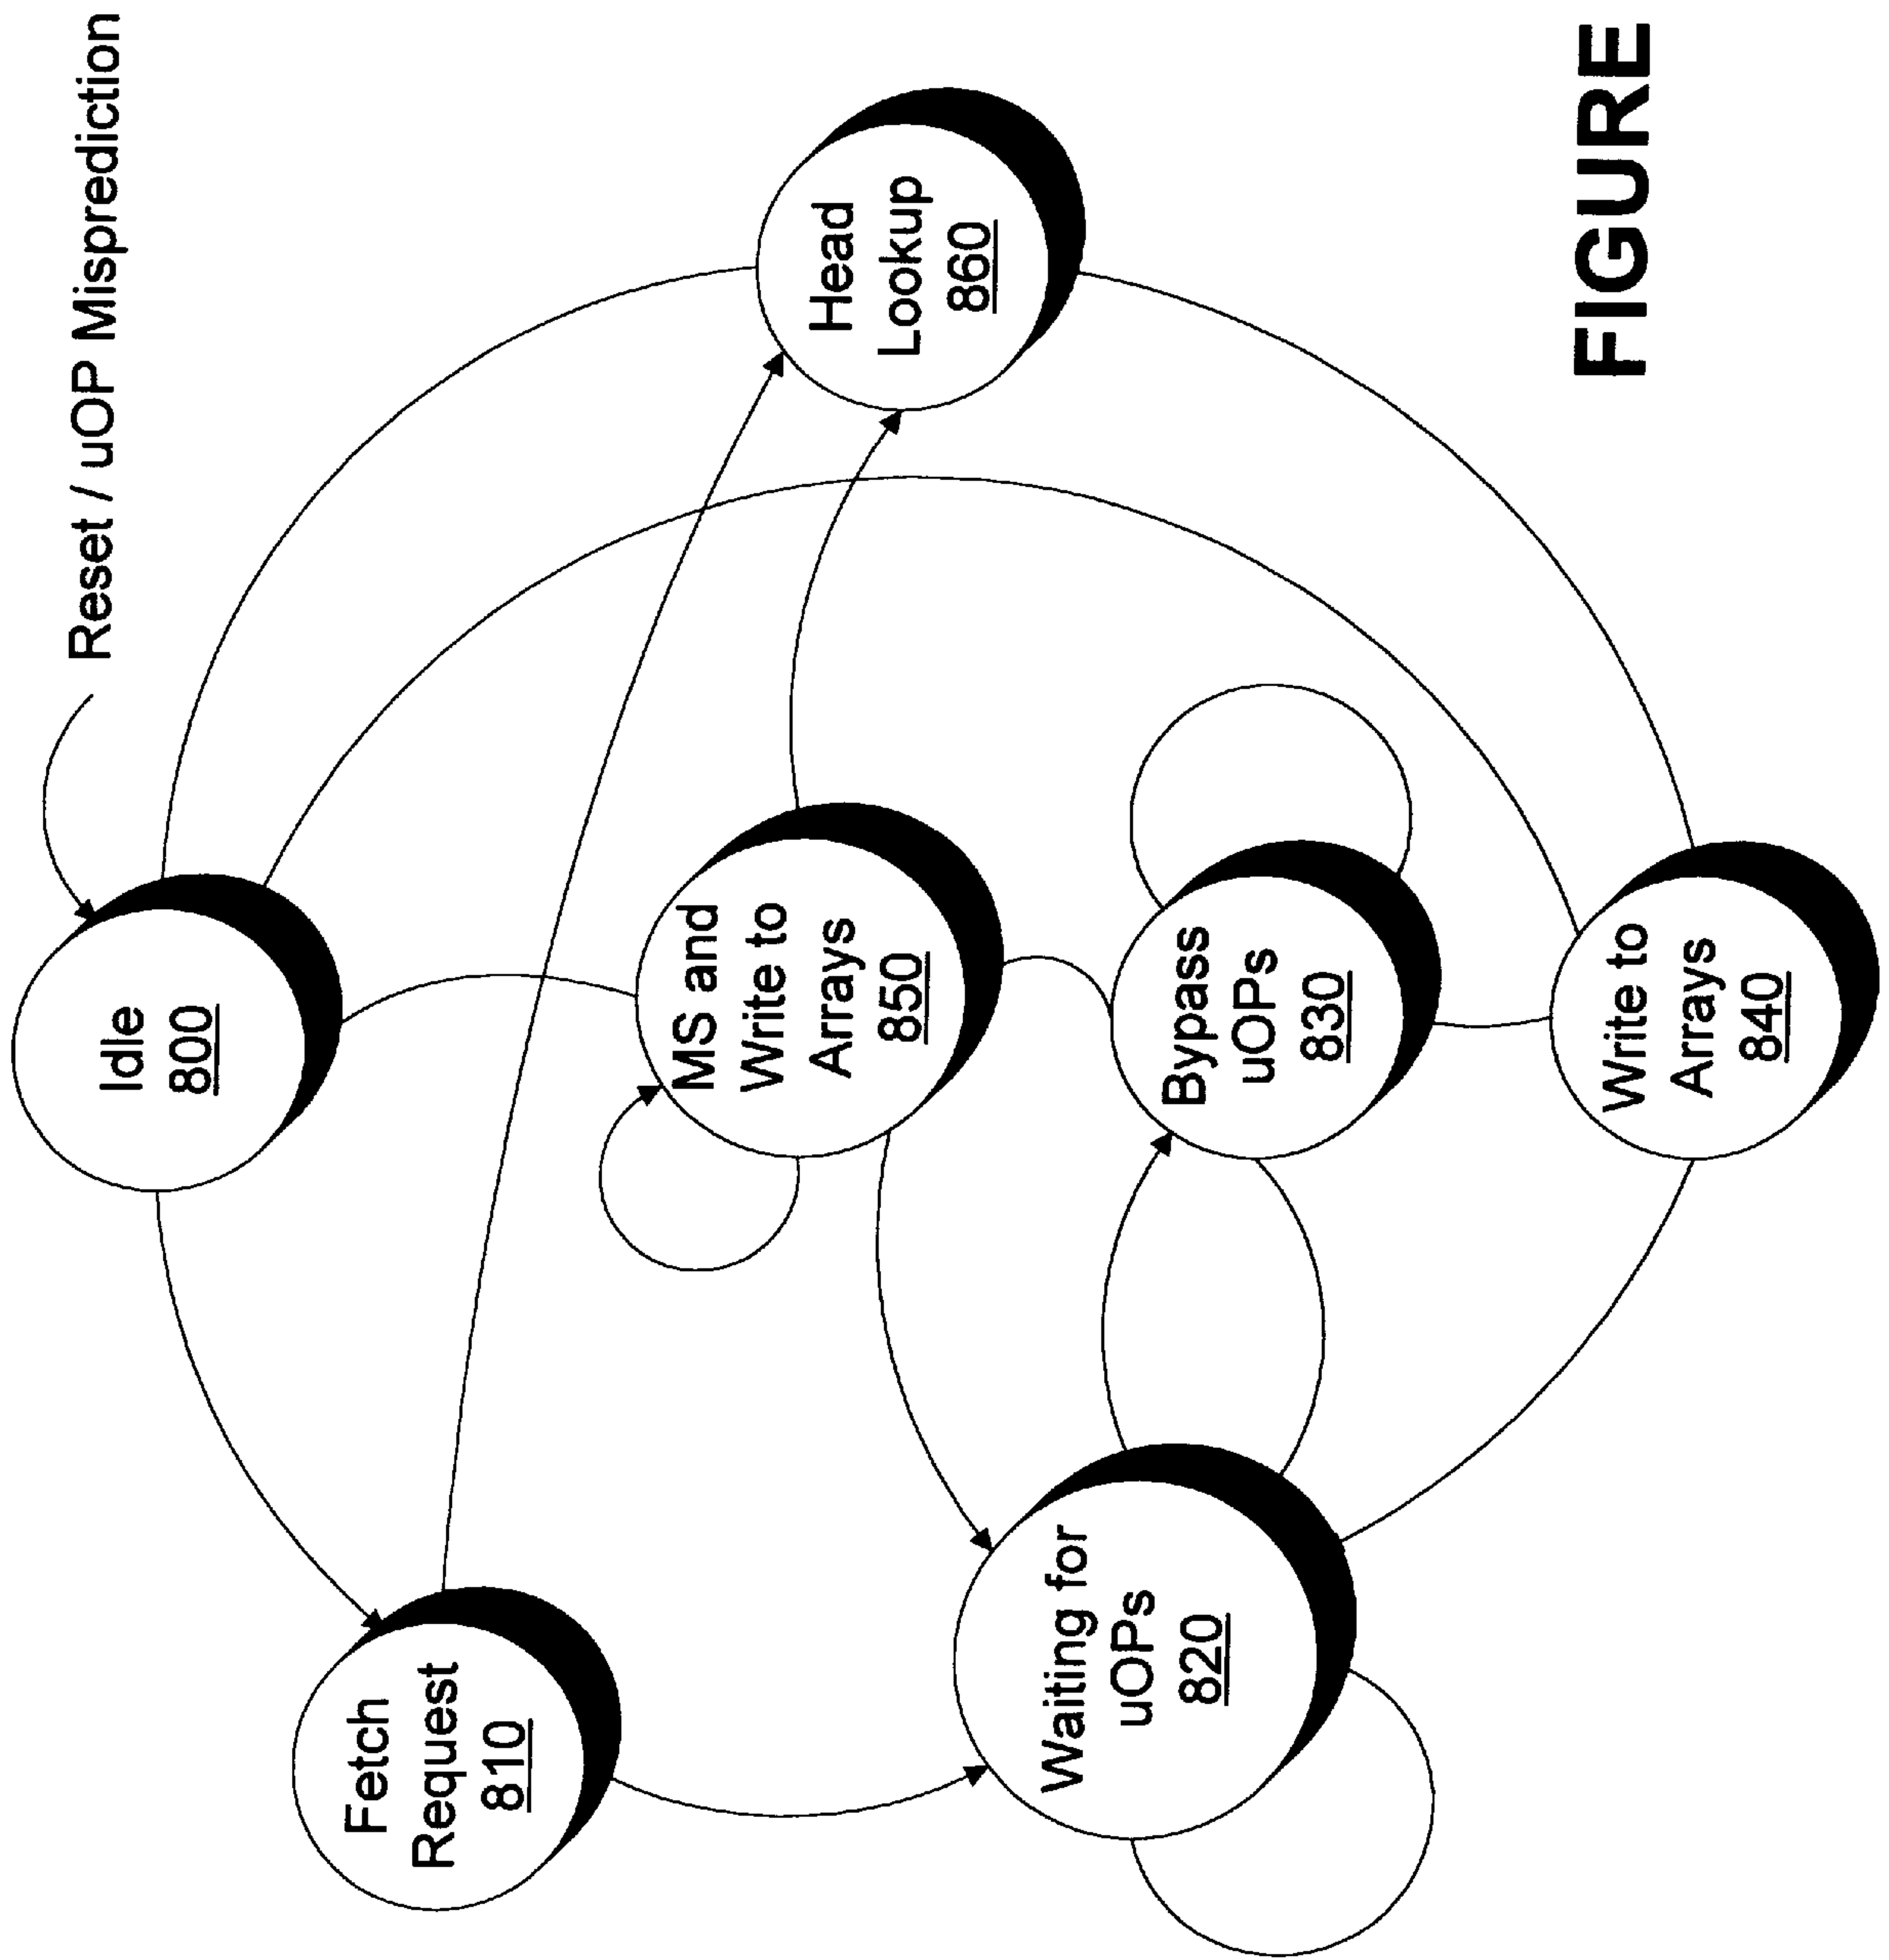 Reset / uOP Misprediction
Idle
800
Fetch
Request
810
Head
Lookup
860
MS and
Write to
Arrays
850
Waiting for
uOPs
820
Bypass
uOPs
830
Write to
Arrays
840
FIGURE